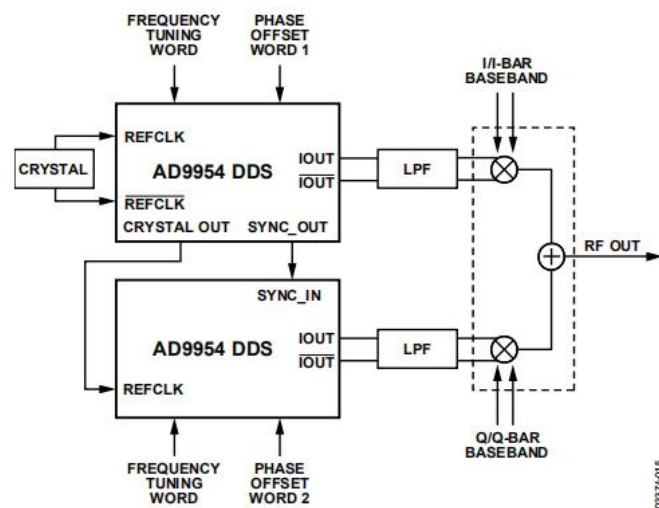 FREQUENCY
TUNING
WORD
PHASE
OFFSET
WORD 1
I/I-BAR
BASEBAND
CRYSTAL
REFCLK
REFCLK
AD9954 DDS
IOUT
IOUT
CRYSTAL OUT
SYNC_OUT
LPF
RF OUT
SYNC_IN
AD9954 DDS
IOUT
IOUT
REFCLK
LPF
FREQUENCY
TUNING
WORD
PHASE
OFFSET
WORD 2
Q/Q-BAR
BASEBAND
03374-015